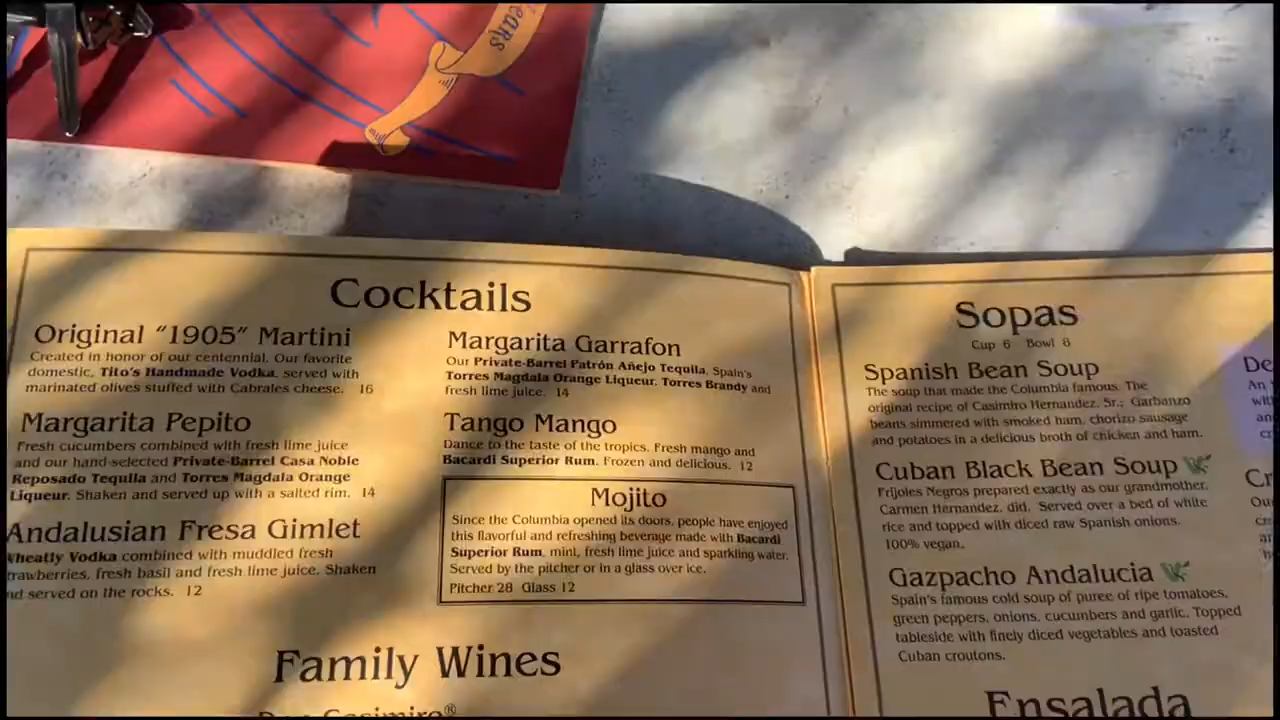 Years
Cocktails
Original "1905" Martini
Created in honor of our centennial. Our favorite
domestic, Tito's Handmade Vodka, served with
marinated olives stuffed with Cabrales cheese. 16
Margarita Pepito
Fresh cucumbers combined with fresh lime juice
and our hand-selected Private-Barrel Casa Noble
Reposado Tequila and Torres Magdala Orange
Liqueur. Shaken and served up with a salted rim. 14
Andalusian Fresa Gimlet
Wheatly Vodka combined with muddled fresh
trawberries, fresh basil and fresh lime juice. Shaken
nd served on the rocks. 12
Margarita Garrafon
Our Private-Barrel Patrón Añejo Tequila, Spain's
Torres Magdala Orange Liqueur, Torres Brandy and
fresh lime juice. 14
Tango Mango
Dance to the taste of the tropics. Fresh mango and
Bacardi Superior Rum. Frozen and delicious. 12
Mojito
Since the Columbia opened its doors, people have enjoyed
this flavorful and refreshing beverage made with Bacardi
Superior Rum, mint, fresh lime juice and sparkling water.
Served by the pitcher or in a glass over ice.
Pitcher 28 Glass 12
Family Wines
Don Casimiro®
Sopas
Cup 6 Bowl 8
Spanish Bean Soup
The soup that made the Columbia famous. The
original recipe of Casimiro Hernandez, Sr.: Garbanzo
beans simmered with smoked ham, chorizo sausage
and potatoes in a delicious broth of chicken and ham.
Cuban Black Bean Soup
Frijoles Negros prepared exactly as our grandmother,
Carmen Hernandez, did. Served over a bed of white
rice and topped with diced raw Spanish onions.
100% vegan.
Gazpacho Andalucia
Spain's famous cold soup of puree of ripe tomatoes,
green peppers, onions, cucumbers and garlic. Topped
tableside with finely diced vegetables and toasted
Cuban croutons.
Ensalada